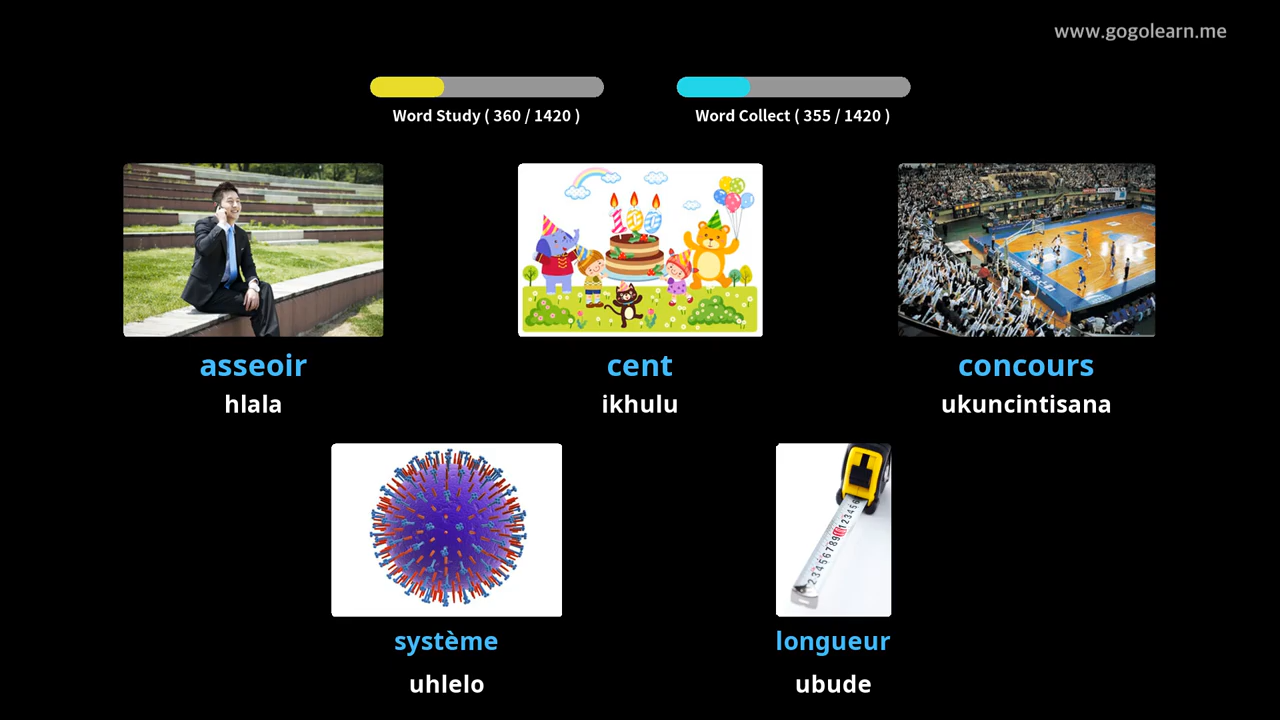 www.gogolearn.me
Word Study ( 360 / 1420 )
Word Collect ( 355 / 1420 )
asseoir
hlala
cent
ikhulu
concours
ukuncintisana
système
uhlelo
longueur
ubude